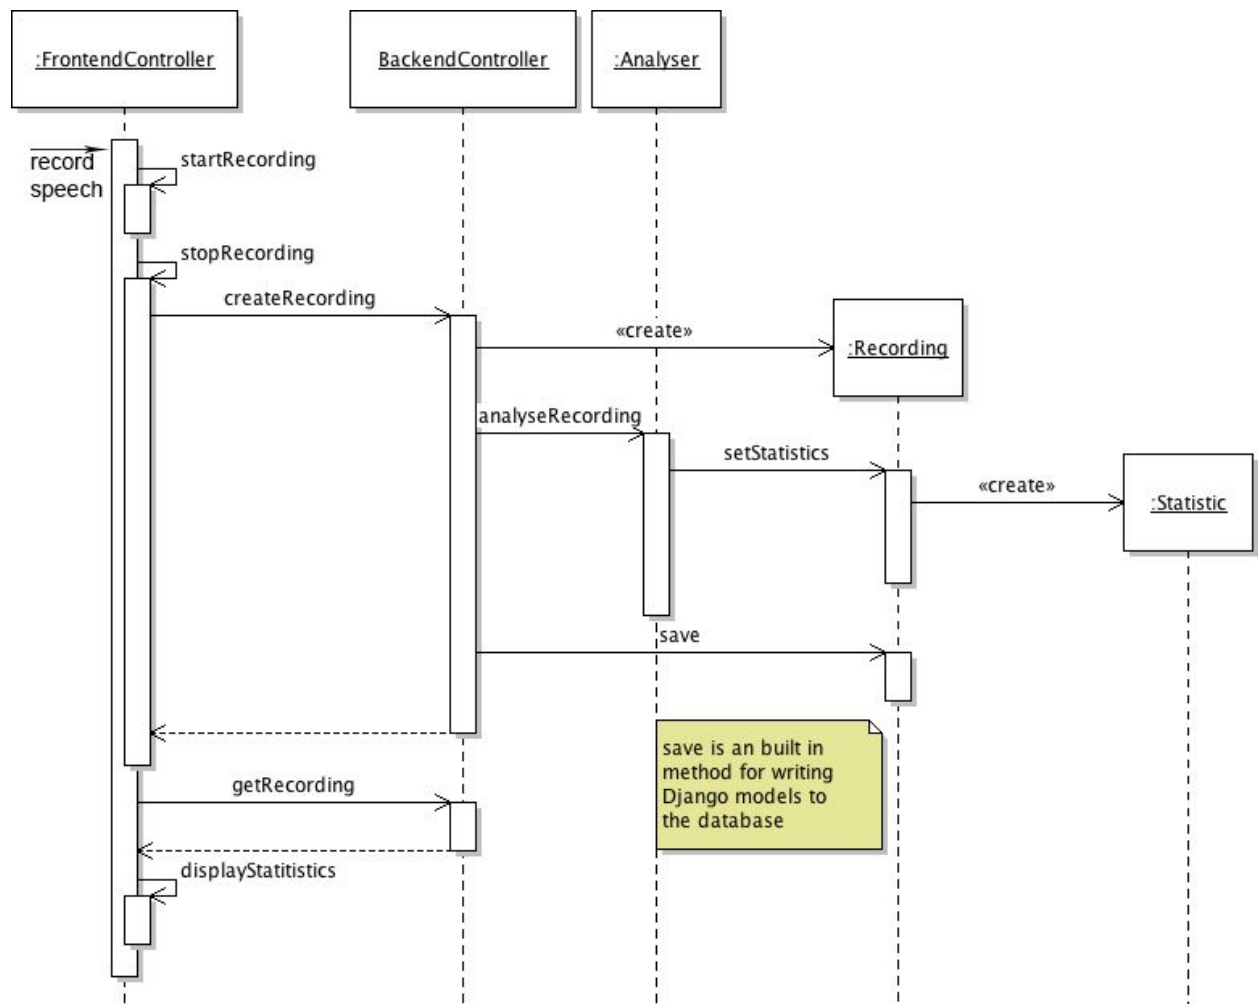 :FrontendController
BackendController
:Analyser
record
speech
startRecording
stopRecording
createRecording
«create»
:Recording
analyseRecording
setStatistics
«create»
:Statistic
save
save is an built in
method for writing
Django models to
the database
getRecording
displayStatitistics